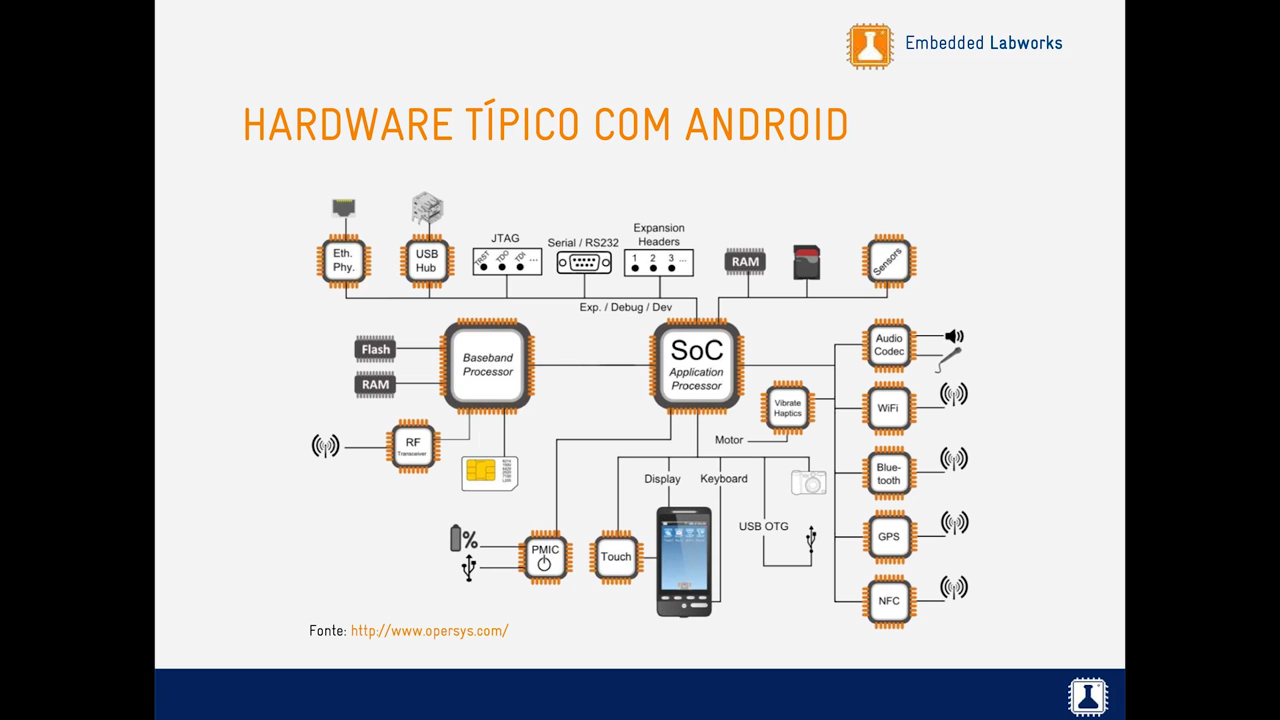 Embedded Labworks
HARDWARE TÍPICO COM ANDROID
Eth.
Phy.
USB
Hub
JTAG
TRST TDO TDI ...
Serial / RS232
Expansion
Headers
1 2 3 ...
RAM
Sensors
Exp. / Debug / Dev
Flash
RAM
Baseband
Processor
SoC
Application
Processor
Audio
Codec
Vibrate
Haptics
WiFi
Motor
RF
Transceiver
Blue-
tooth
Display
Keyboard
USB OTG
%
PMIC
Touch
GPS
NFC
Fonte: http://www.opersys.com/